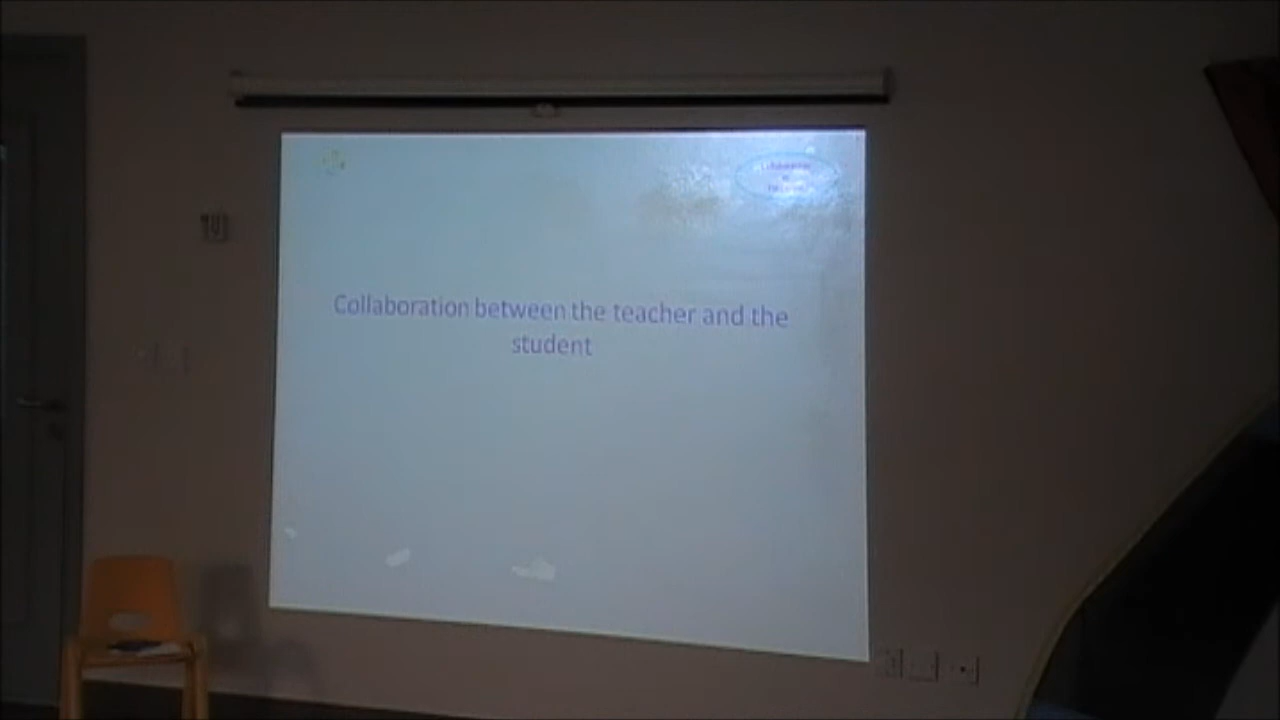 Collaboration between the teacher and the
student